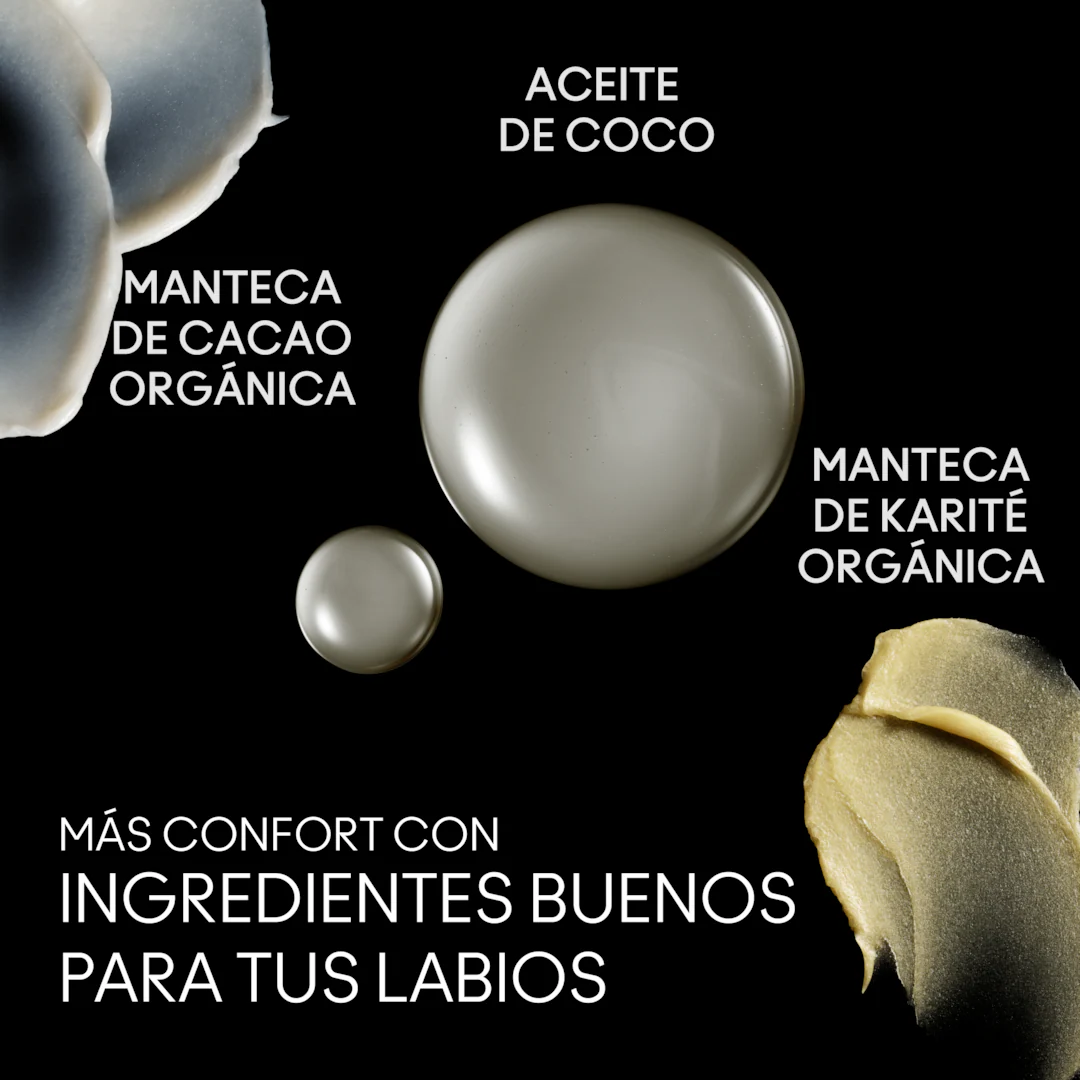 ACEITE
DE COCO
MANTECA
DE CACAO
ORGÁNICA
MANTECA
DE KARITÉ
ORGÁNICA
MÁS CONFORT CON
INGREDIENTES BUENOS
PARA TUS LABIOS